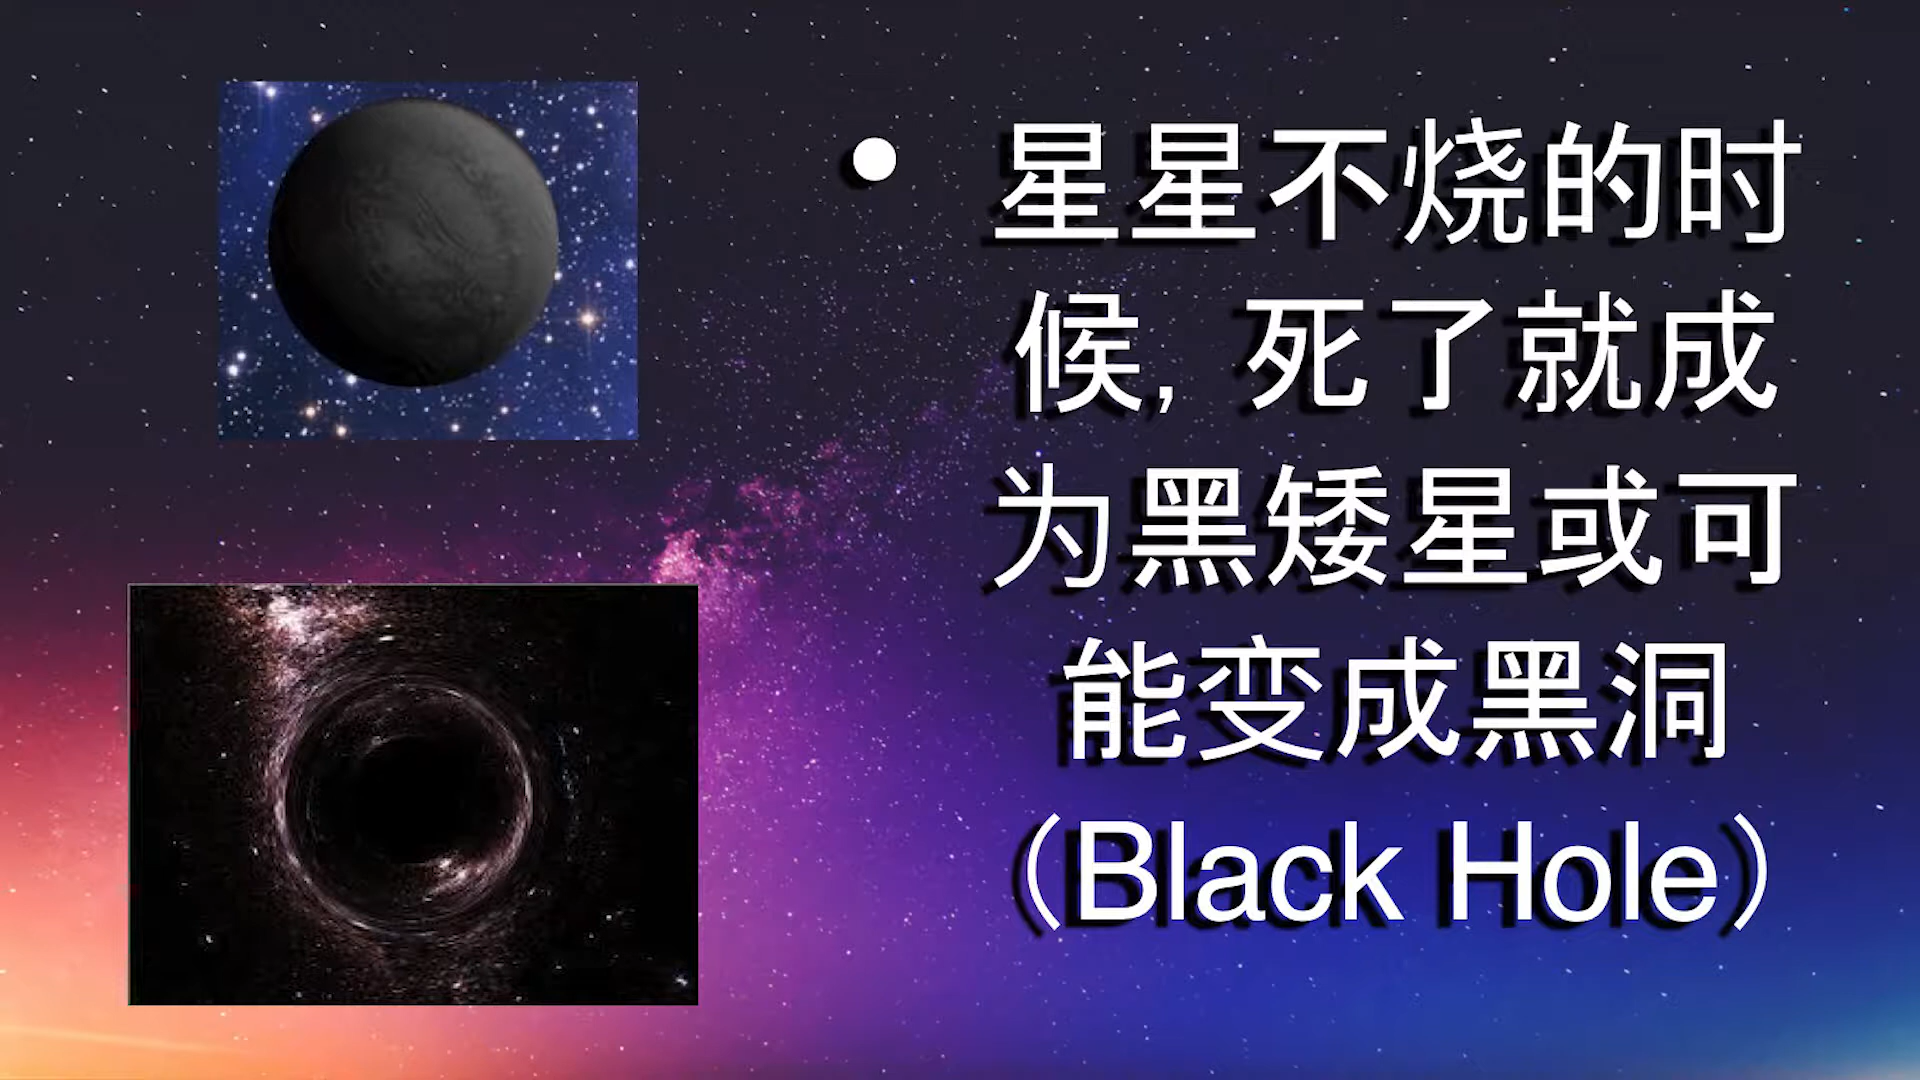 • 星星不烧的时
候, 死了就成
为黑矮星或可
能变成黑洞
(Black Hole)